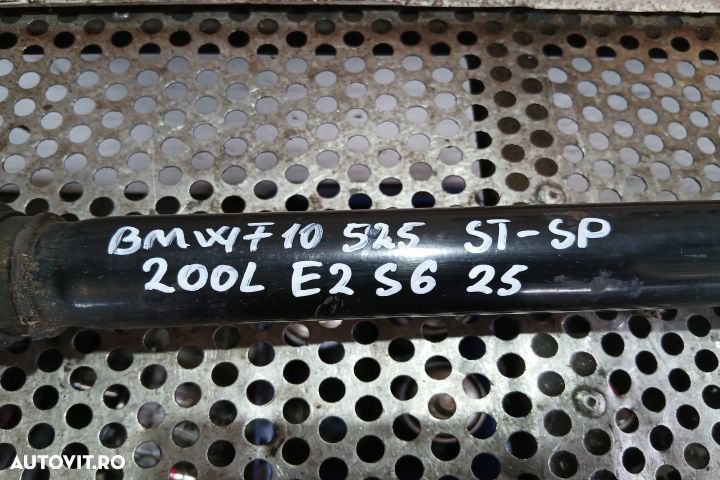 BMW F10 525 ST-SP
200L E2 S6 25
AUTOVIT.RO